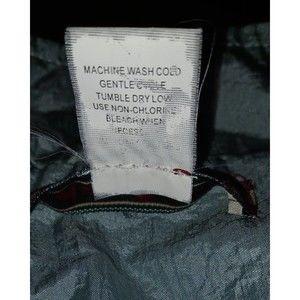 MACHINE WASH COLD
GENTLE CYCLE
TUMBLE DRY LOW
USE NON-CHLORINE
BLEACH WHEN